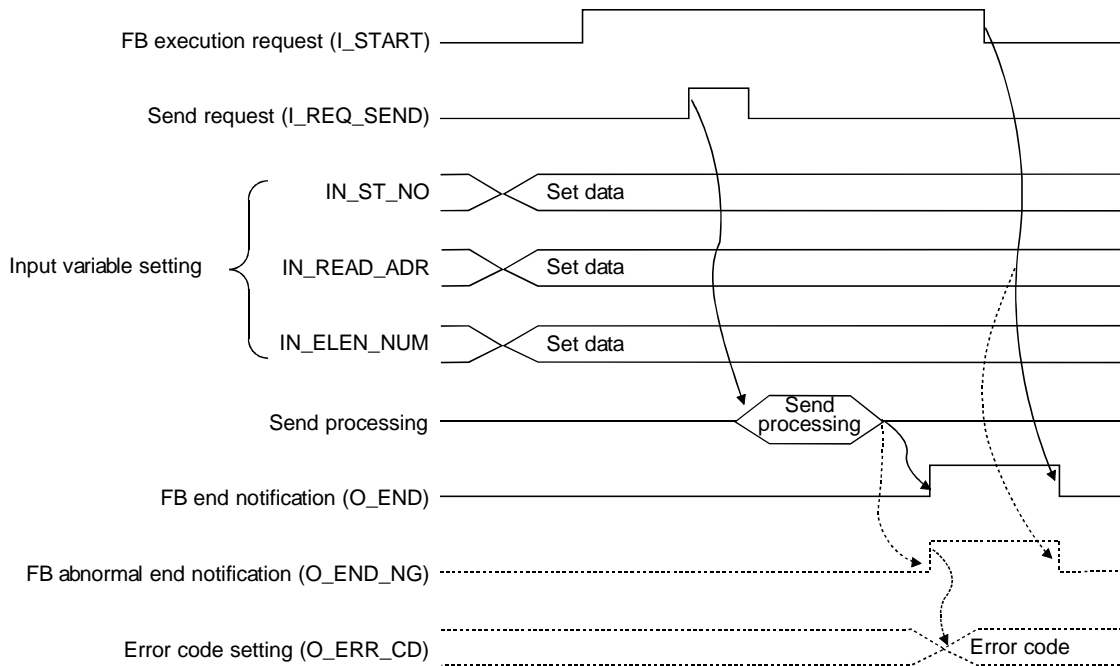 FB execution request (I_START)
Send request (I_REQ_SEND)
Input variable setting
IN_ST_NO
Set data
IN_READ_ADR
Set data
IN_ELEN_NUM
Set data
Send processing
Send
processing
FB end notification (O_END)
FB abnormal end notification (O_END_NG)
Error code setting (O_ERR_CD)
Error code